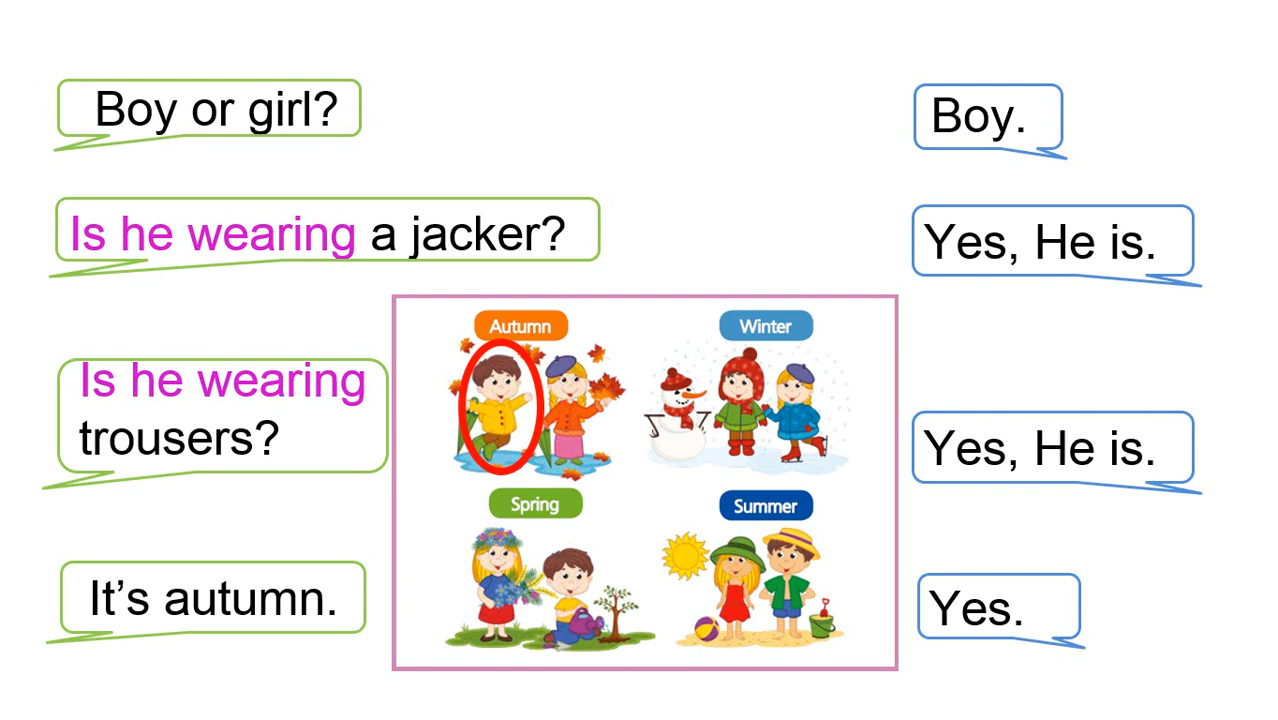 Boy or girl?
Boy.
Is he wearing a jacker?
Yes, He is.
Autumn
Winter
Is he wearing
trousers?
Yes, He is.
Spring
Summer
It’s autumn.
Yes.